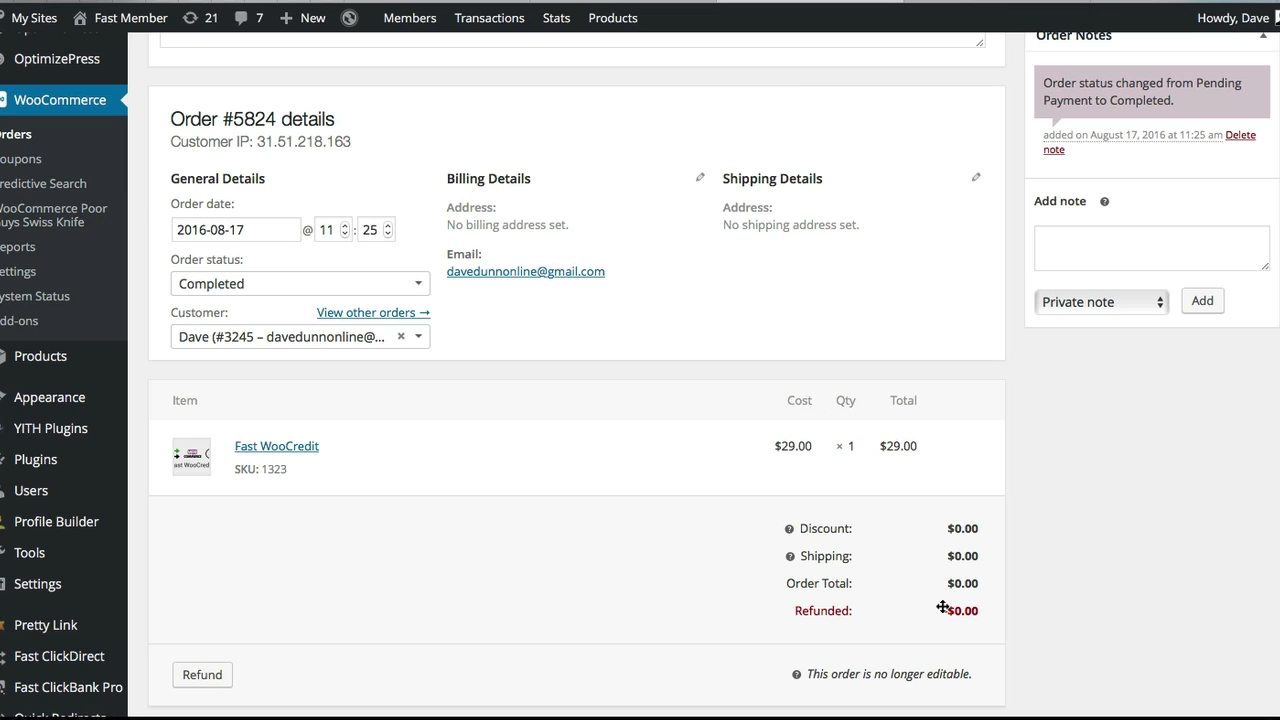 My Sites Fast Member 21 7 New Members Transactions Stats Products Howdy, Dave
OptimizePress
WooCommerce
Orders
oupons
redictive Search
WooCommerce Poor
uys Swiss Knife
eports
ettings
ystem Status
dd-ons
Products
Appearance
YITH Plugins
Plugins
Users
Profile Builder
Tools
Settings
Pretty Link
Fast ClickDirect
Fast ClickBank Pro
Quick Redirects
Order #5824 details
Customer IP: 31.51.218.163
General Details
Order date:
2016-08-17 @ 11 : 25
Order status:
Completed
Customer: View other orders →
Dave (#3245 – davedunnonline@... ×
Billing Details
Address:
No billing address set.
Email:
davedunnonline@gmail.com
Shipping Details
Address:
No shipping address set.
Item Cost Qty Total
Fast WooCredit $29.00 × 1 $29.00
SKU: 1323
ast WooCred
Discount: $0.00
Shipping: $0.00
Order Total: $0.00
Refunded: $0.00
Refund This order is no longer editable.
Order Notes
Order status changed from Pending
Payment to Completed.
added on August 17, 2016 at 11:25 am Delete
note
Add note
Private note Add